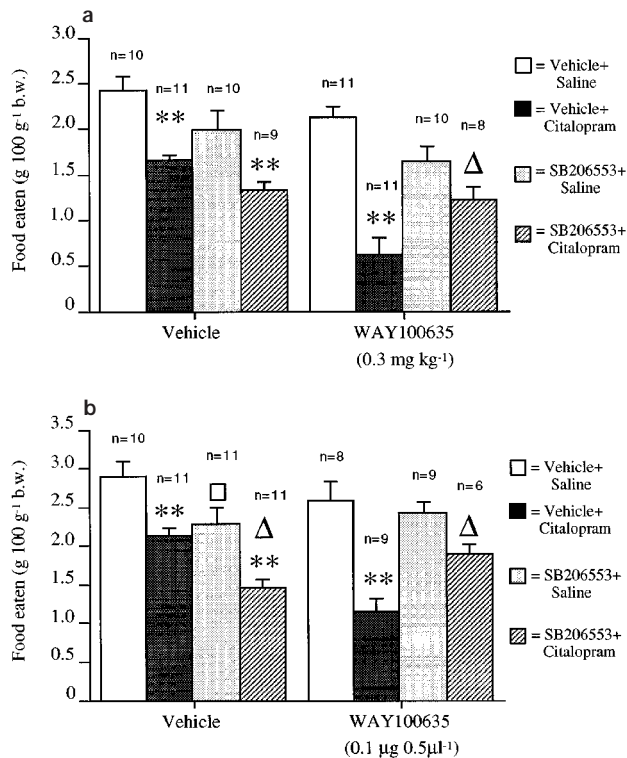 a
3.0
2.5
2.0
1.5
1.0
0.5
0
Food eaten (g 100 g-1 b.w.)
n=10
n=11
**
n=10
n=9
**
n=11
n=11
**
n=10
n=8
Δ
Vehicle
WAY100635
(0.3 mg kg-1)
= Vehicle+
Saline
= Vehicle+
Citalopram
= SB206553+
Saline
= SB206553+
Citalopram
b
3.5
3.0
2.5
2.0
1.5
1.0
0.5
0
Food eaten (g 100 g-1 b.w.)
n=10
n=11
**
n=11
□
n=11
Δ
**
n=8
n=9
**
n=9
n=6
Δ
Vehicle
WAY100635
(0.1 µg 0.5µl-1)
= Vehicle+
Saline
= Vehicle+
Citalopram
= SB206553+
Saline
= SB206553+
Citalopram